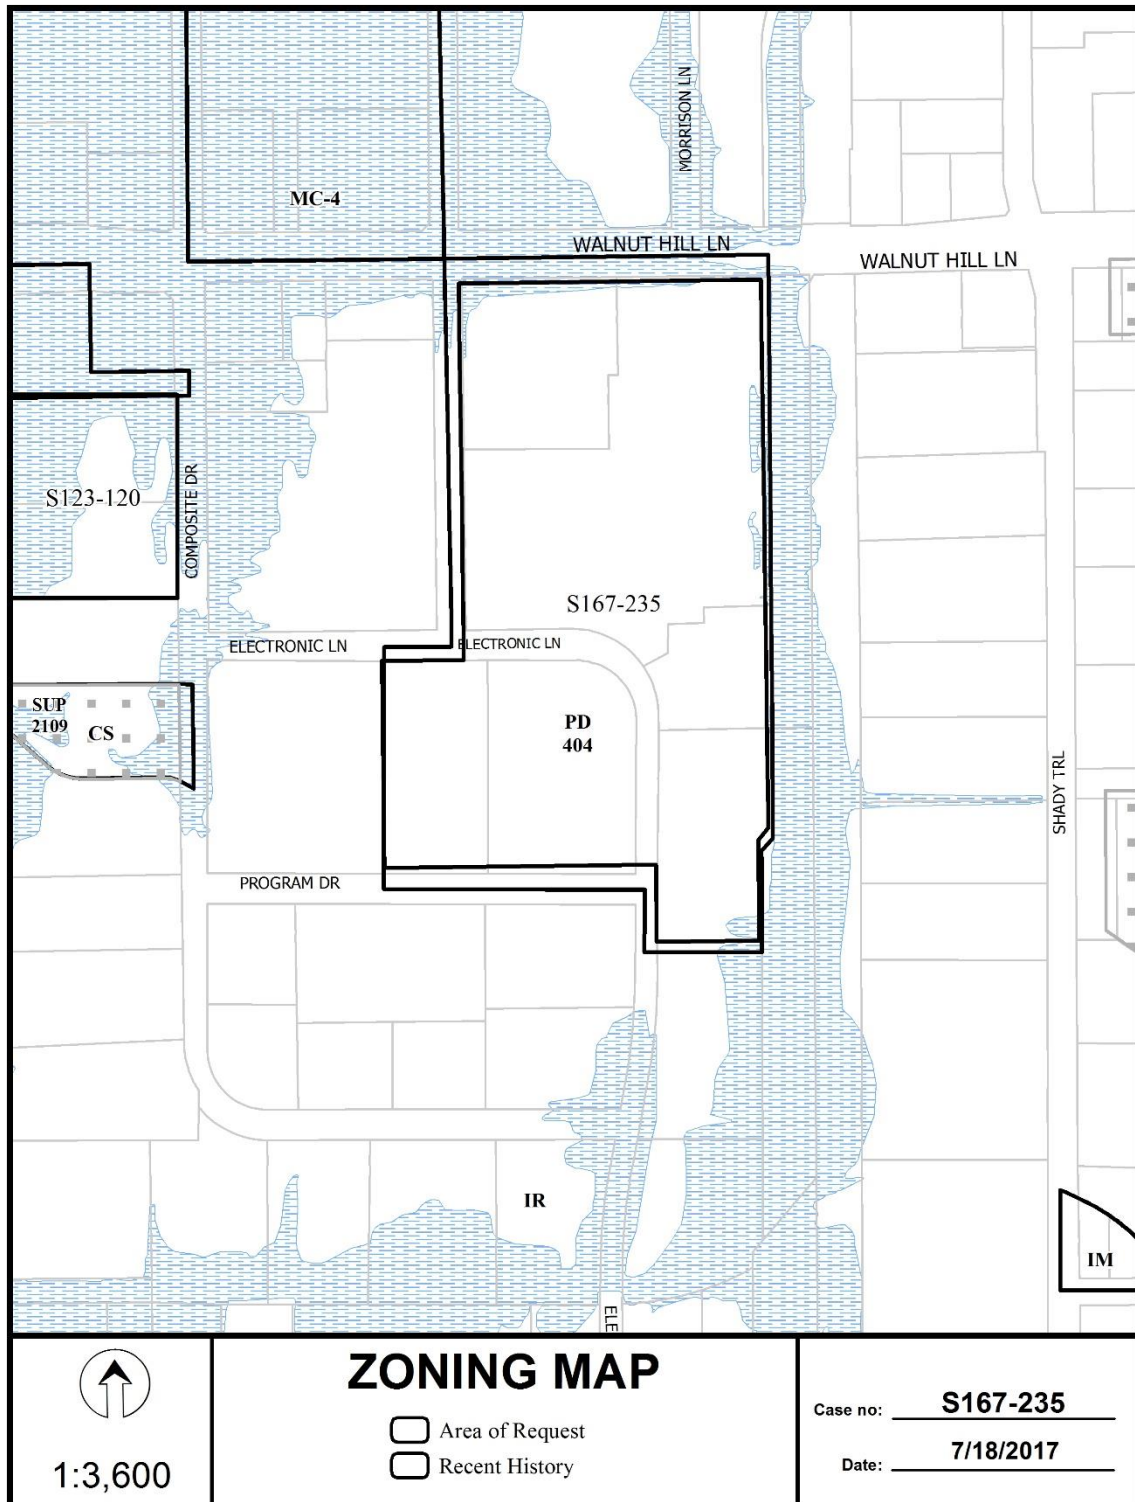 MORRISON LN
MC-4
WALNUT HILL LN
WALNUT HILL LN
S123-120
COMPOSITE DR
S167-235
ELECTRONIC LN
ELECTRONIC LN
SUP
2109
CS
PD
404
SHADY TRL
PROGRAM DR
IR
IM
ELE
ZONING MAP
Area of Request
Recent History
1:3,600
Case no: S167-235
Date: 7/18/2017